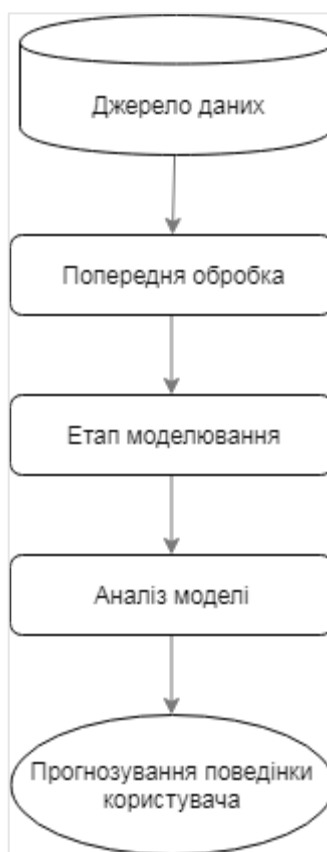 Джерело даних
Попередня обробка
Етап моделювання
Аналіз моделі
Прогнозування поведінки
користувача